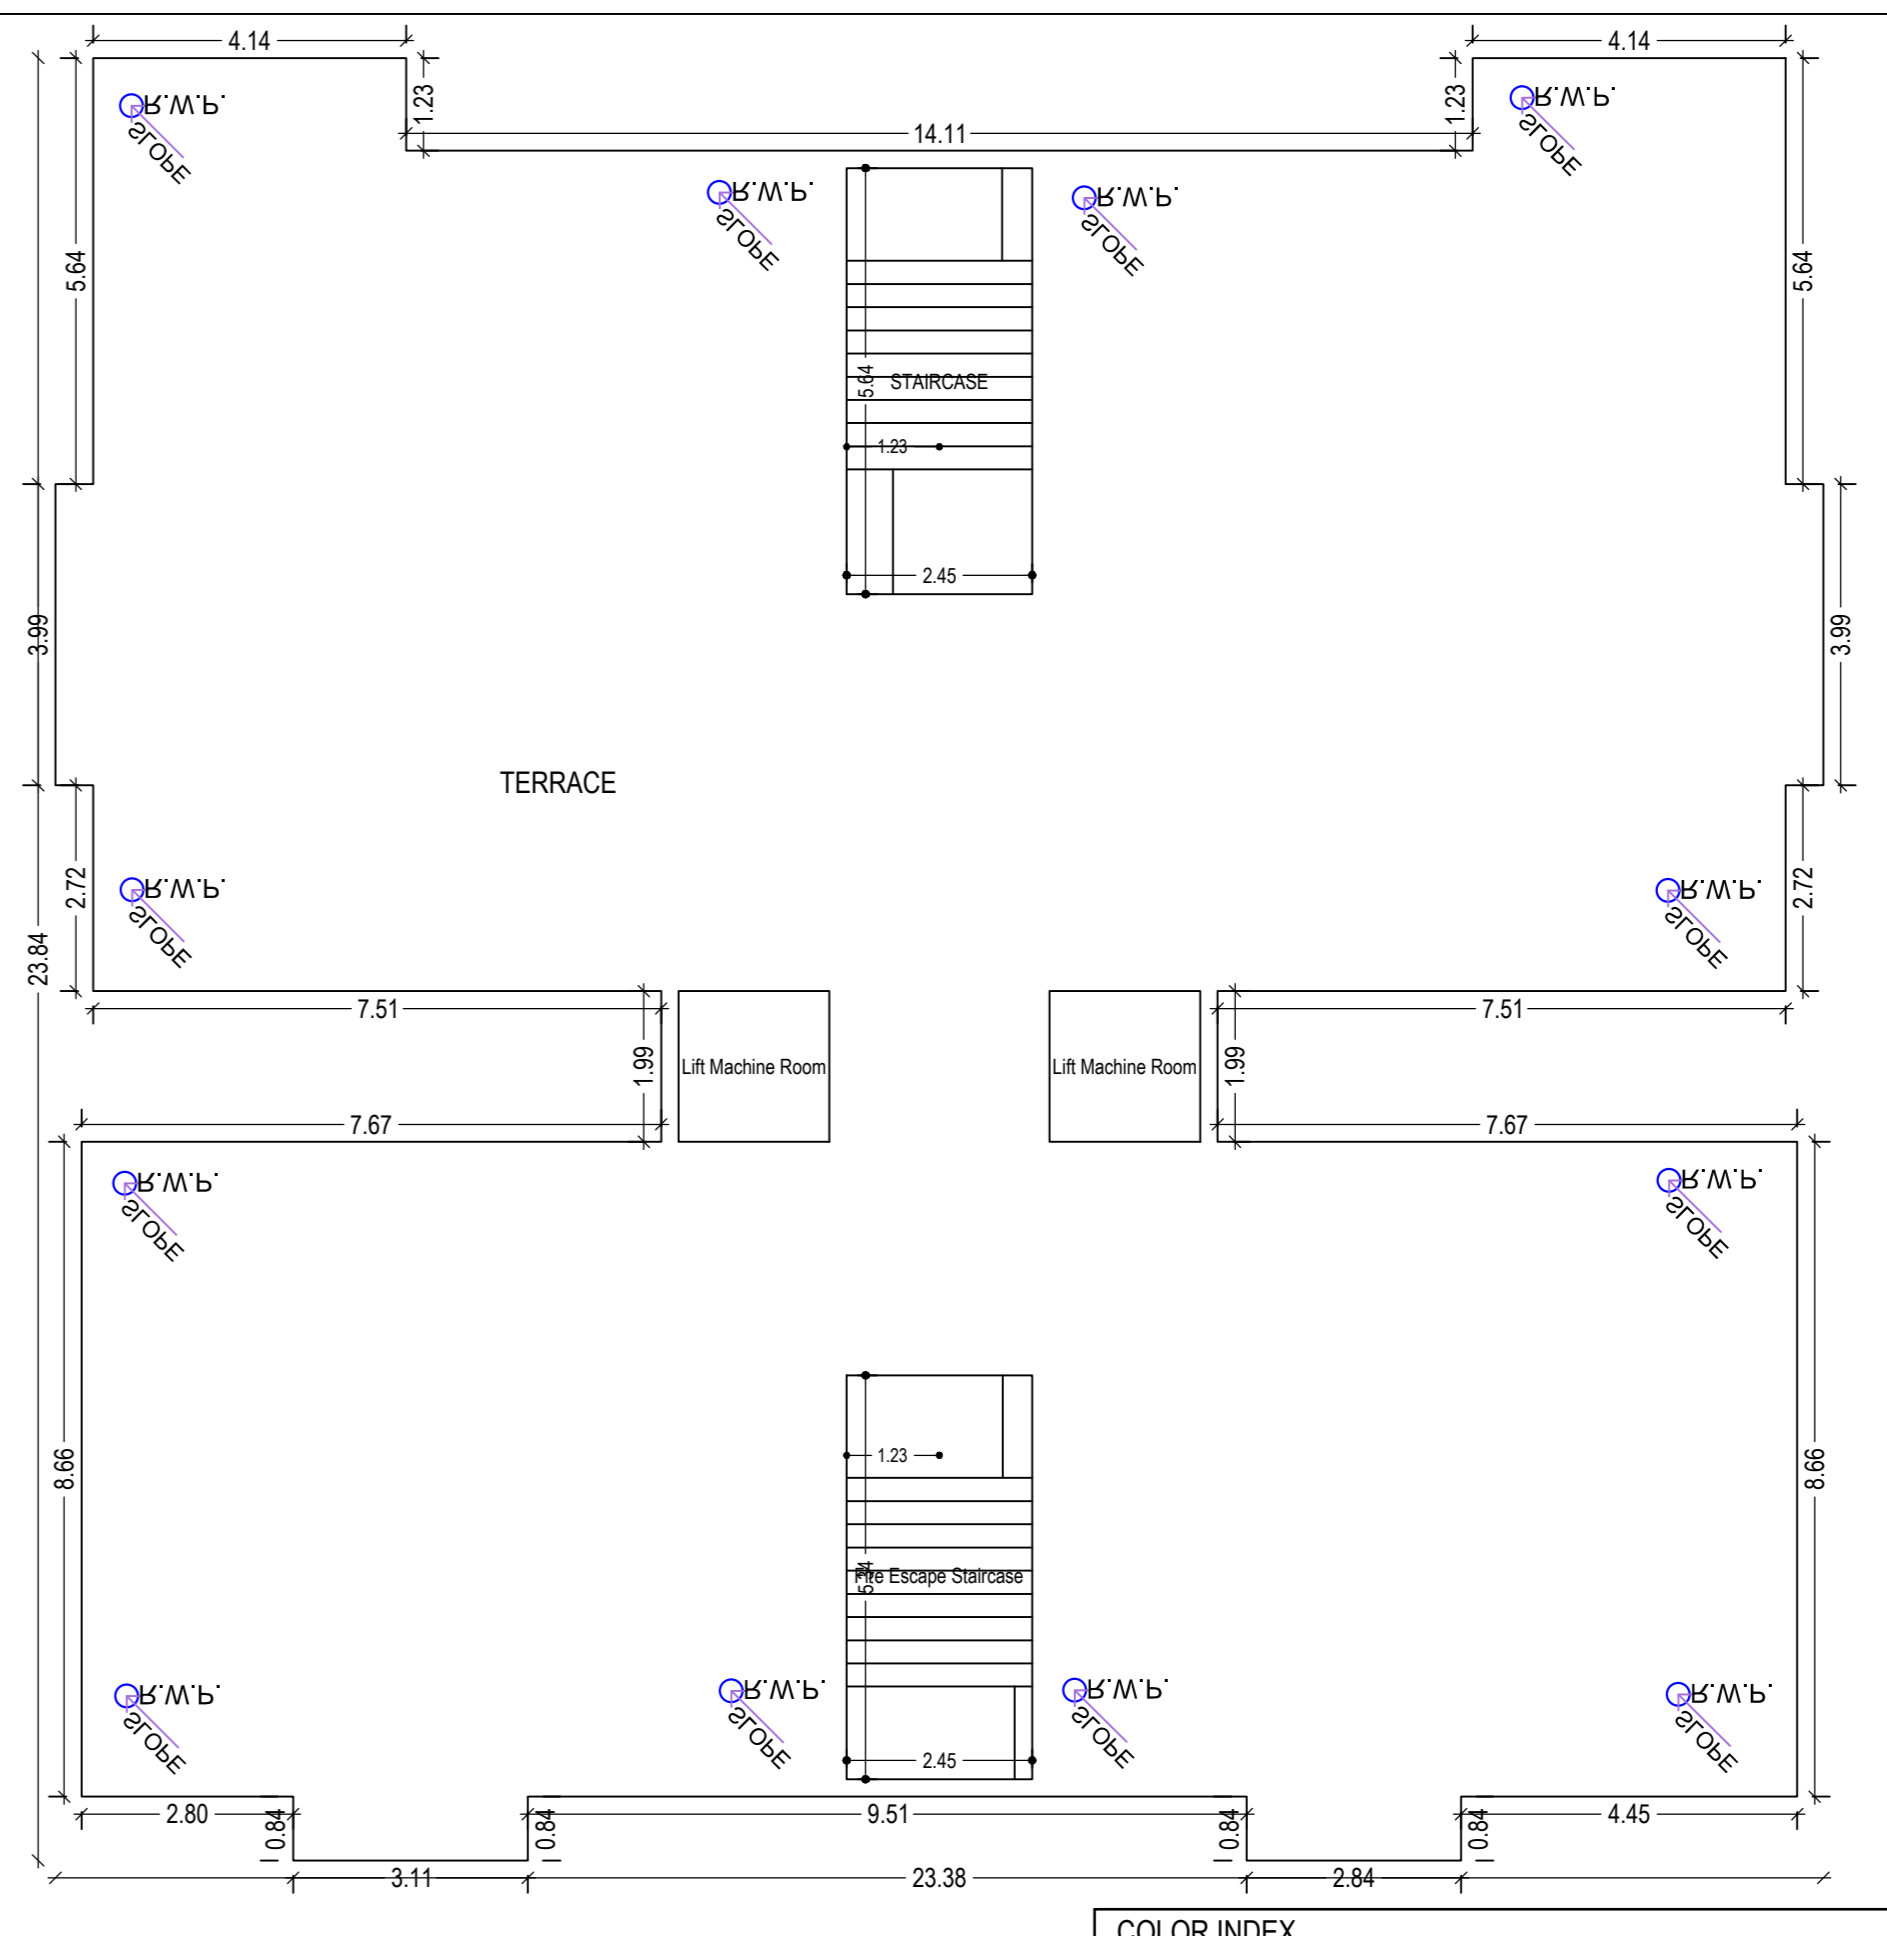 4.14
4.14
1.23
1.23
14.11
R.W.P.
SLOPE
R.W.P.
SLOPE
R.W.P.
SLOPE
R.W.P.
SLOPE
5.64
5.64
5.64
STAIRCASE
1.23
2.45
3.99
3.99
TERRACE
2.72
2.72
R.W.P.
SLOPE
R.W.P.
SLOPE
23.84
7.51
7.51
1.99
Lift Machine Room
Lift Machine Room
1.99
7.67
7.67
R.W.P.
SLOPE
R.W.P.
SLOPE
8.66
8.66
1.23
Fire Escape Staircase
R.W.P.
SLOPE
R.W.P.
SLOPE
R.W.P.
SLOPE
R.W.P.
SLOPE
2.45
2.80
0.84
0.84
9.51
0.84
0.84
4.45
3.11
23.38
2.84
COLOR INDEX